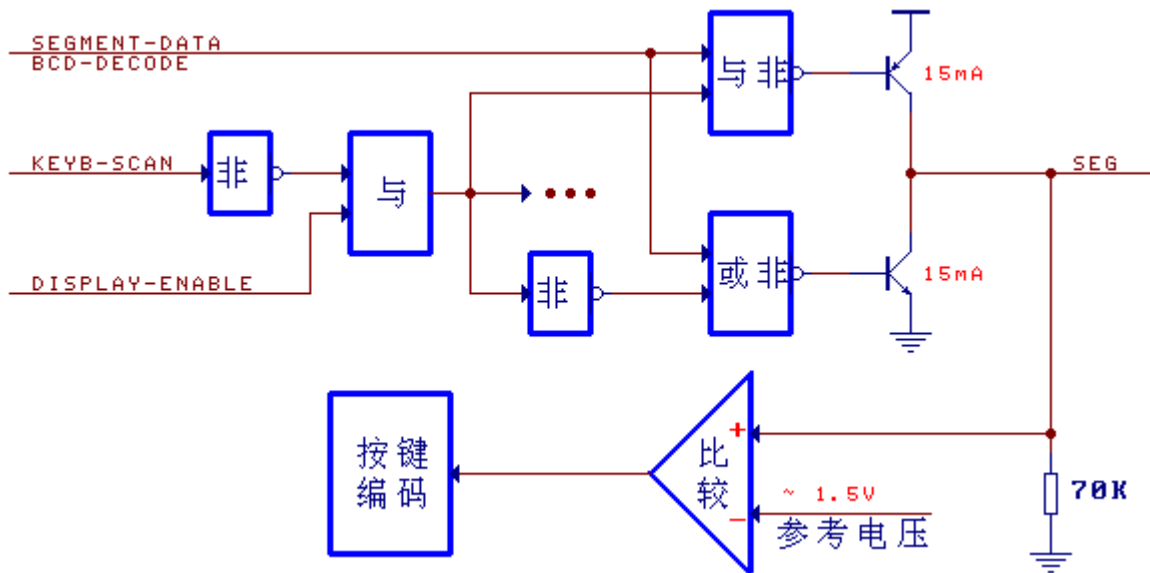 SEGMENT-DATA
BCD-DECODE
与非
15mA
KEYB-SCAN
非
与
SEG
DISPLAY-ENABLE
非
或非
15mA
按键
编码
+
比
较
−
~ 1.5V
参考电压
70K